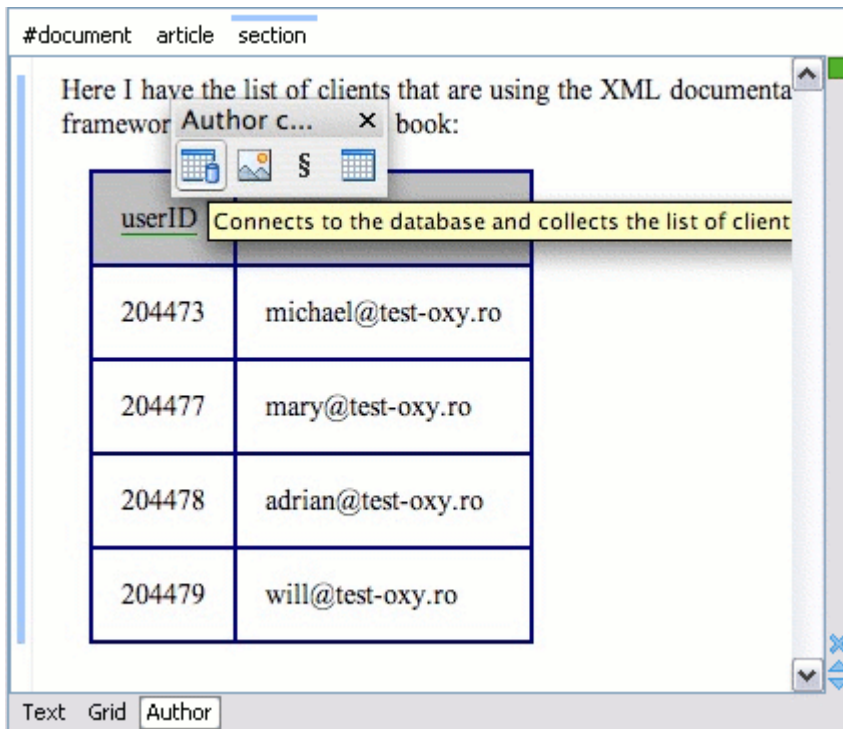 #document article section
Here I have the list of clients that are using the XML documenta
framewor book:
Author c...
§
userID
Connects to the database and collects the list of client
204473 michael@test-oxy.ro
204477 mary@test-oxy.ro
204478 adrian@test-oxy.ro
204479 will@test-oxy.ro
Text Grid Author